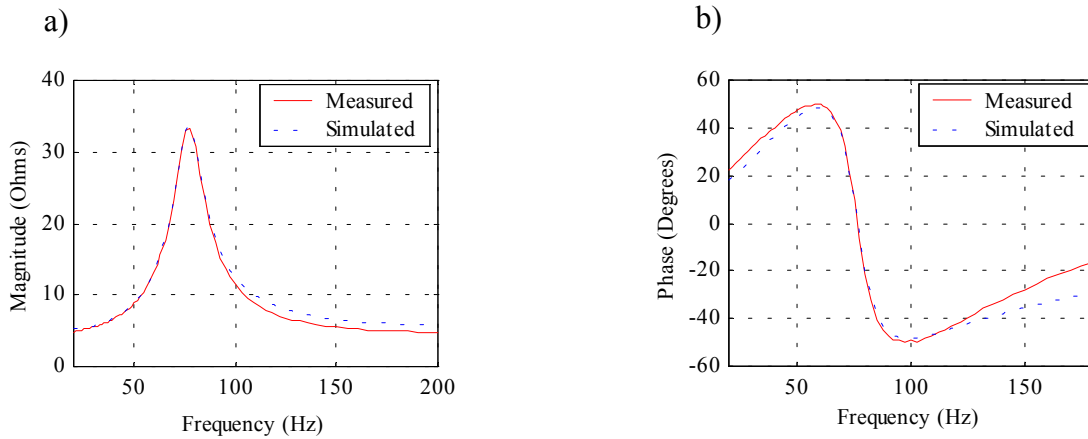 a)
40
30
20
10
0
Magnitude (Ohms)
Measured
Simulated
50
100
150
200
Frequency (Hz)
b)
60
40
20
0
-20
-40
-60
Phase (Degrees)
Measured
Simulated
50
100
150
Frequency (Hz)